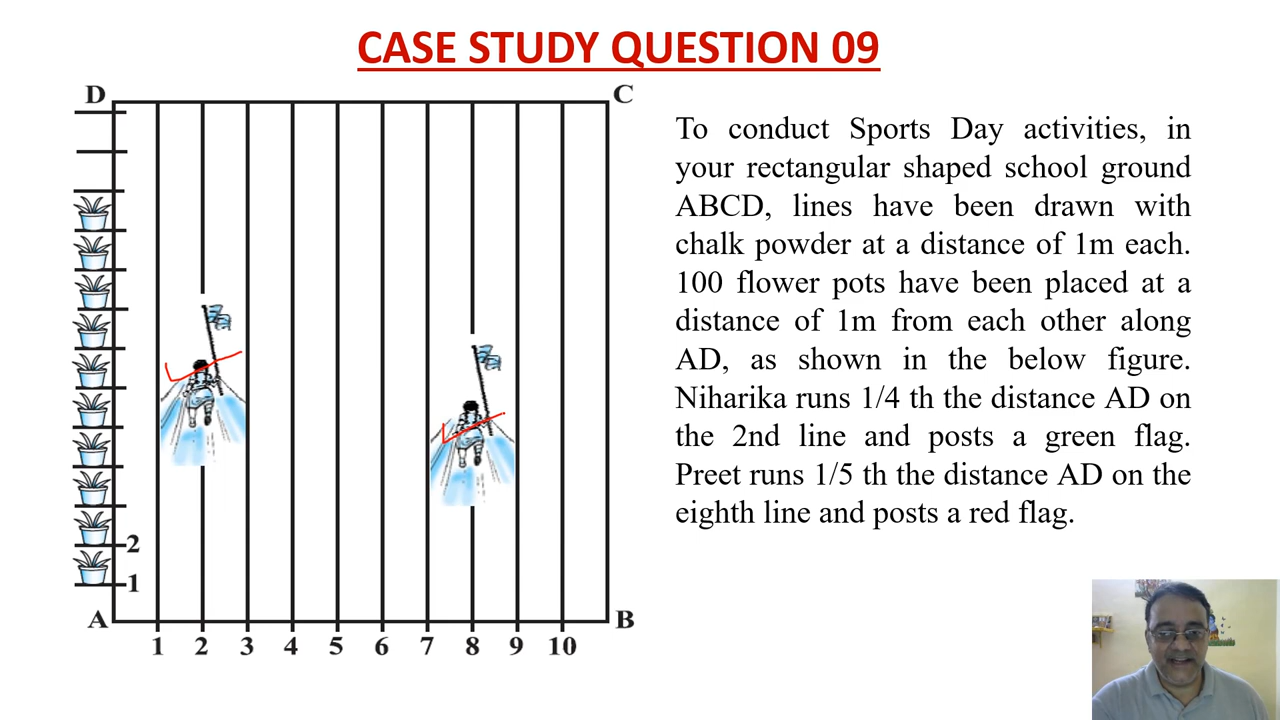 CASE STUDY QUESTION 09
D
C
To conduct Sports Day activities, in
your rectangular shaped school ground
ABCD, lines have been drawn with
chalk powder at a distance of 1m each.
100 flower pots have been placed at a
distance of 1m from each other along
AD, as shown in the below figure.
Niharika runs 1/4 th the distance AD on
the 2nd line and posts a green flag.
Preet runs 1/5 th the distance AD on the
eighth line and posts a red flag.
2
1
A
B
1 2 3 4 5 6 7 8 9 10